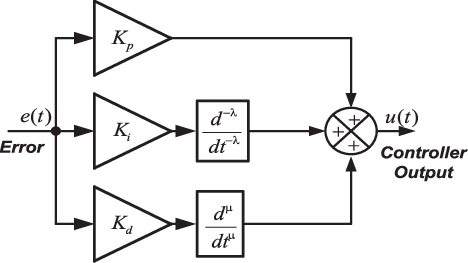 K_p
e(t)
Error
K_i
d^{-λ}
dt^{-λ}
+
+
+
u(t)
Controller
Output
K_d
d^μ
dt^μ